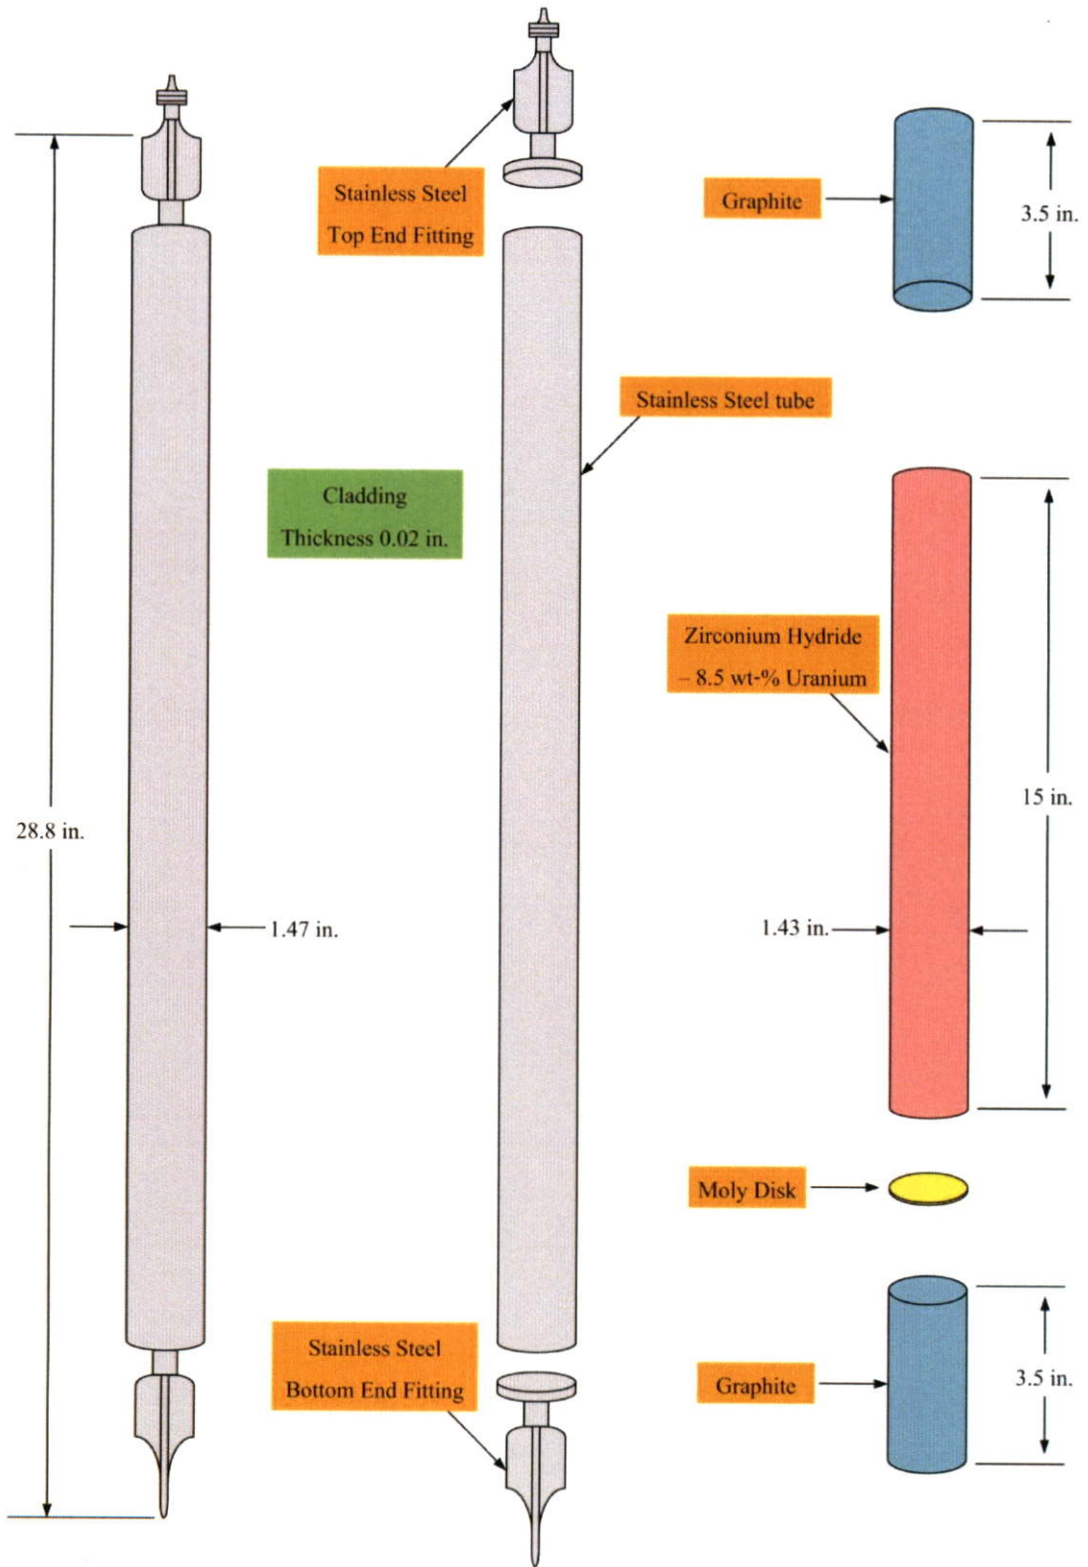 Stainless Steel
Top End Fitting
Graphite
3.5 in.
Stainless Steel tube
Cladding
Thickness 0.02 in.
Zirconium Hydride
– 8.5 wt-% Uranium
28.8 in.
15 in.
1.47 in.
1.43 in.
Moly Disk
Stainless Steel
Bottom End Fitting
Graphite
3.5 in.